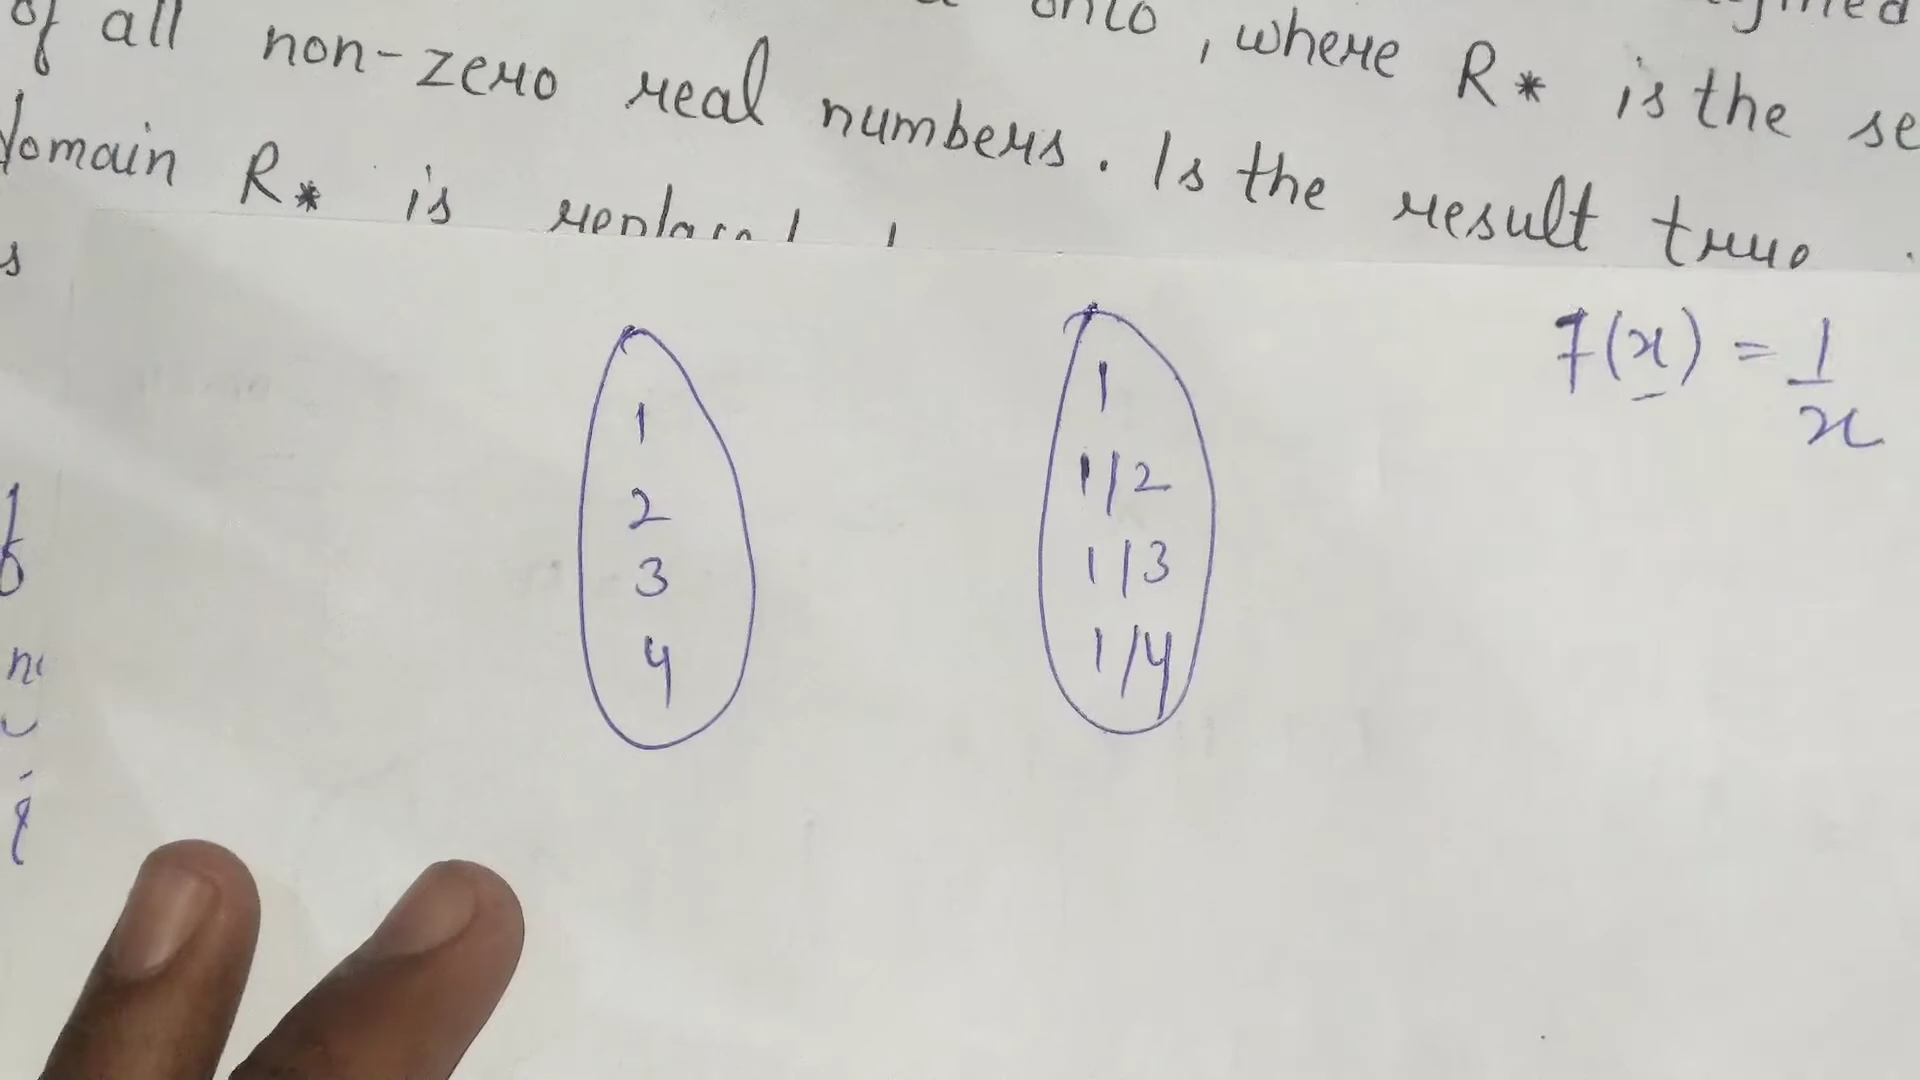 onto, where R* is the
of all non-zero real numbers. Is the result true
domain R* is
s
1
2
3
4
1
1/2
1/3
1/4
f(x) = 1/x